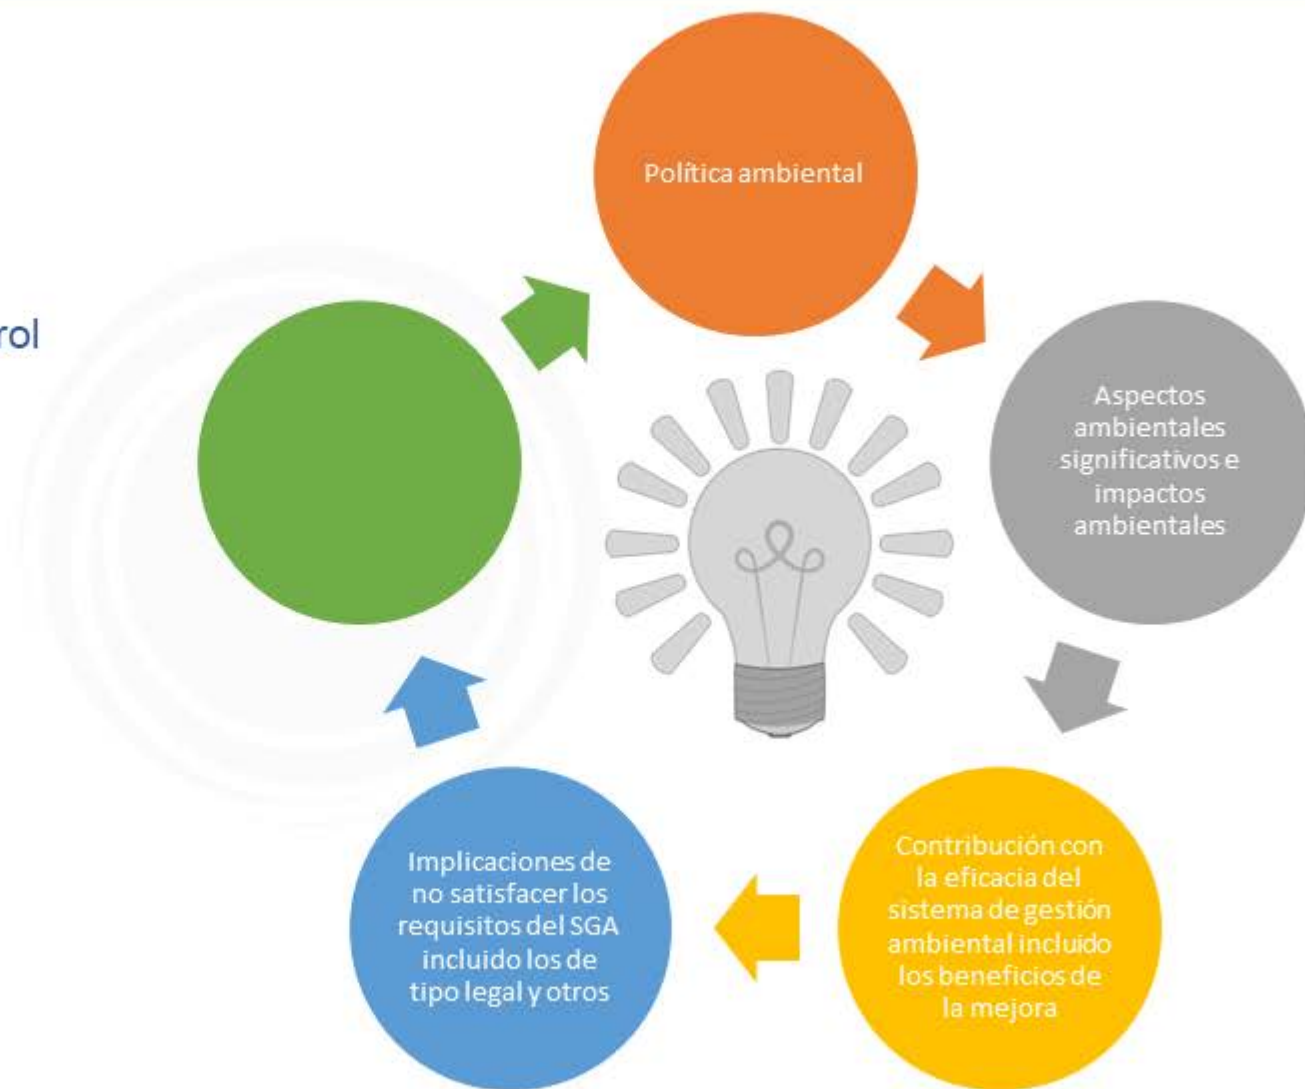 Política ambiental
rol
Aspectos
ambientales
significativos e
impactos
ambientales
Contribución con
la eficacia del
sistema de gestión
ambiental incluido
los beneficios de
la mejora
Implicaciones de
no satisfacer los
requisitos del SGA
incluido los de
tipo legal y otros